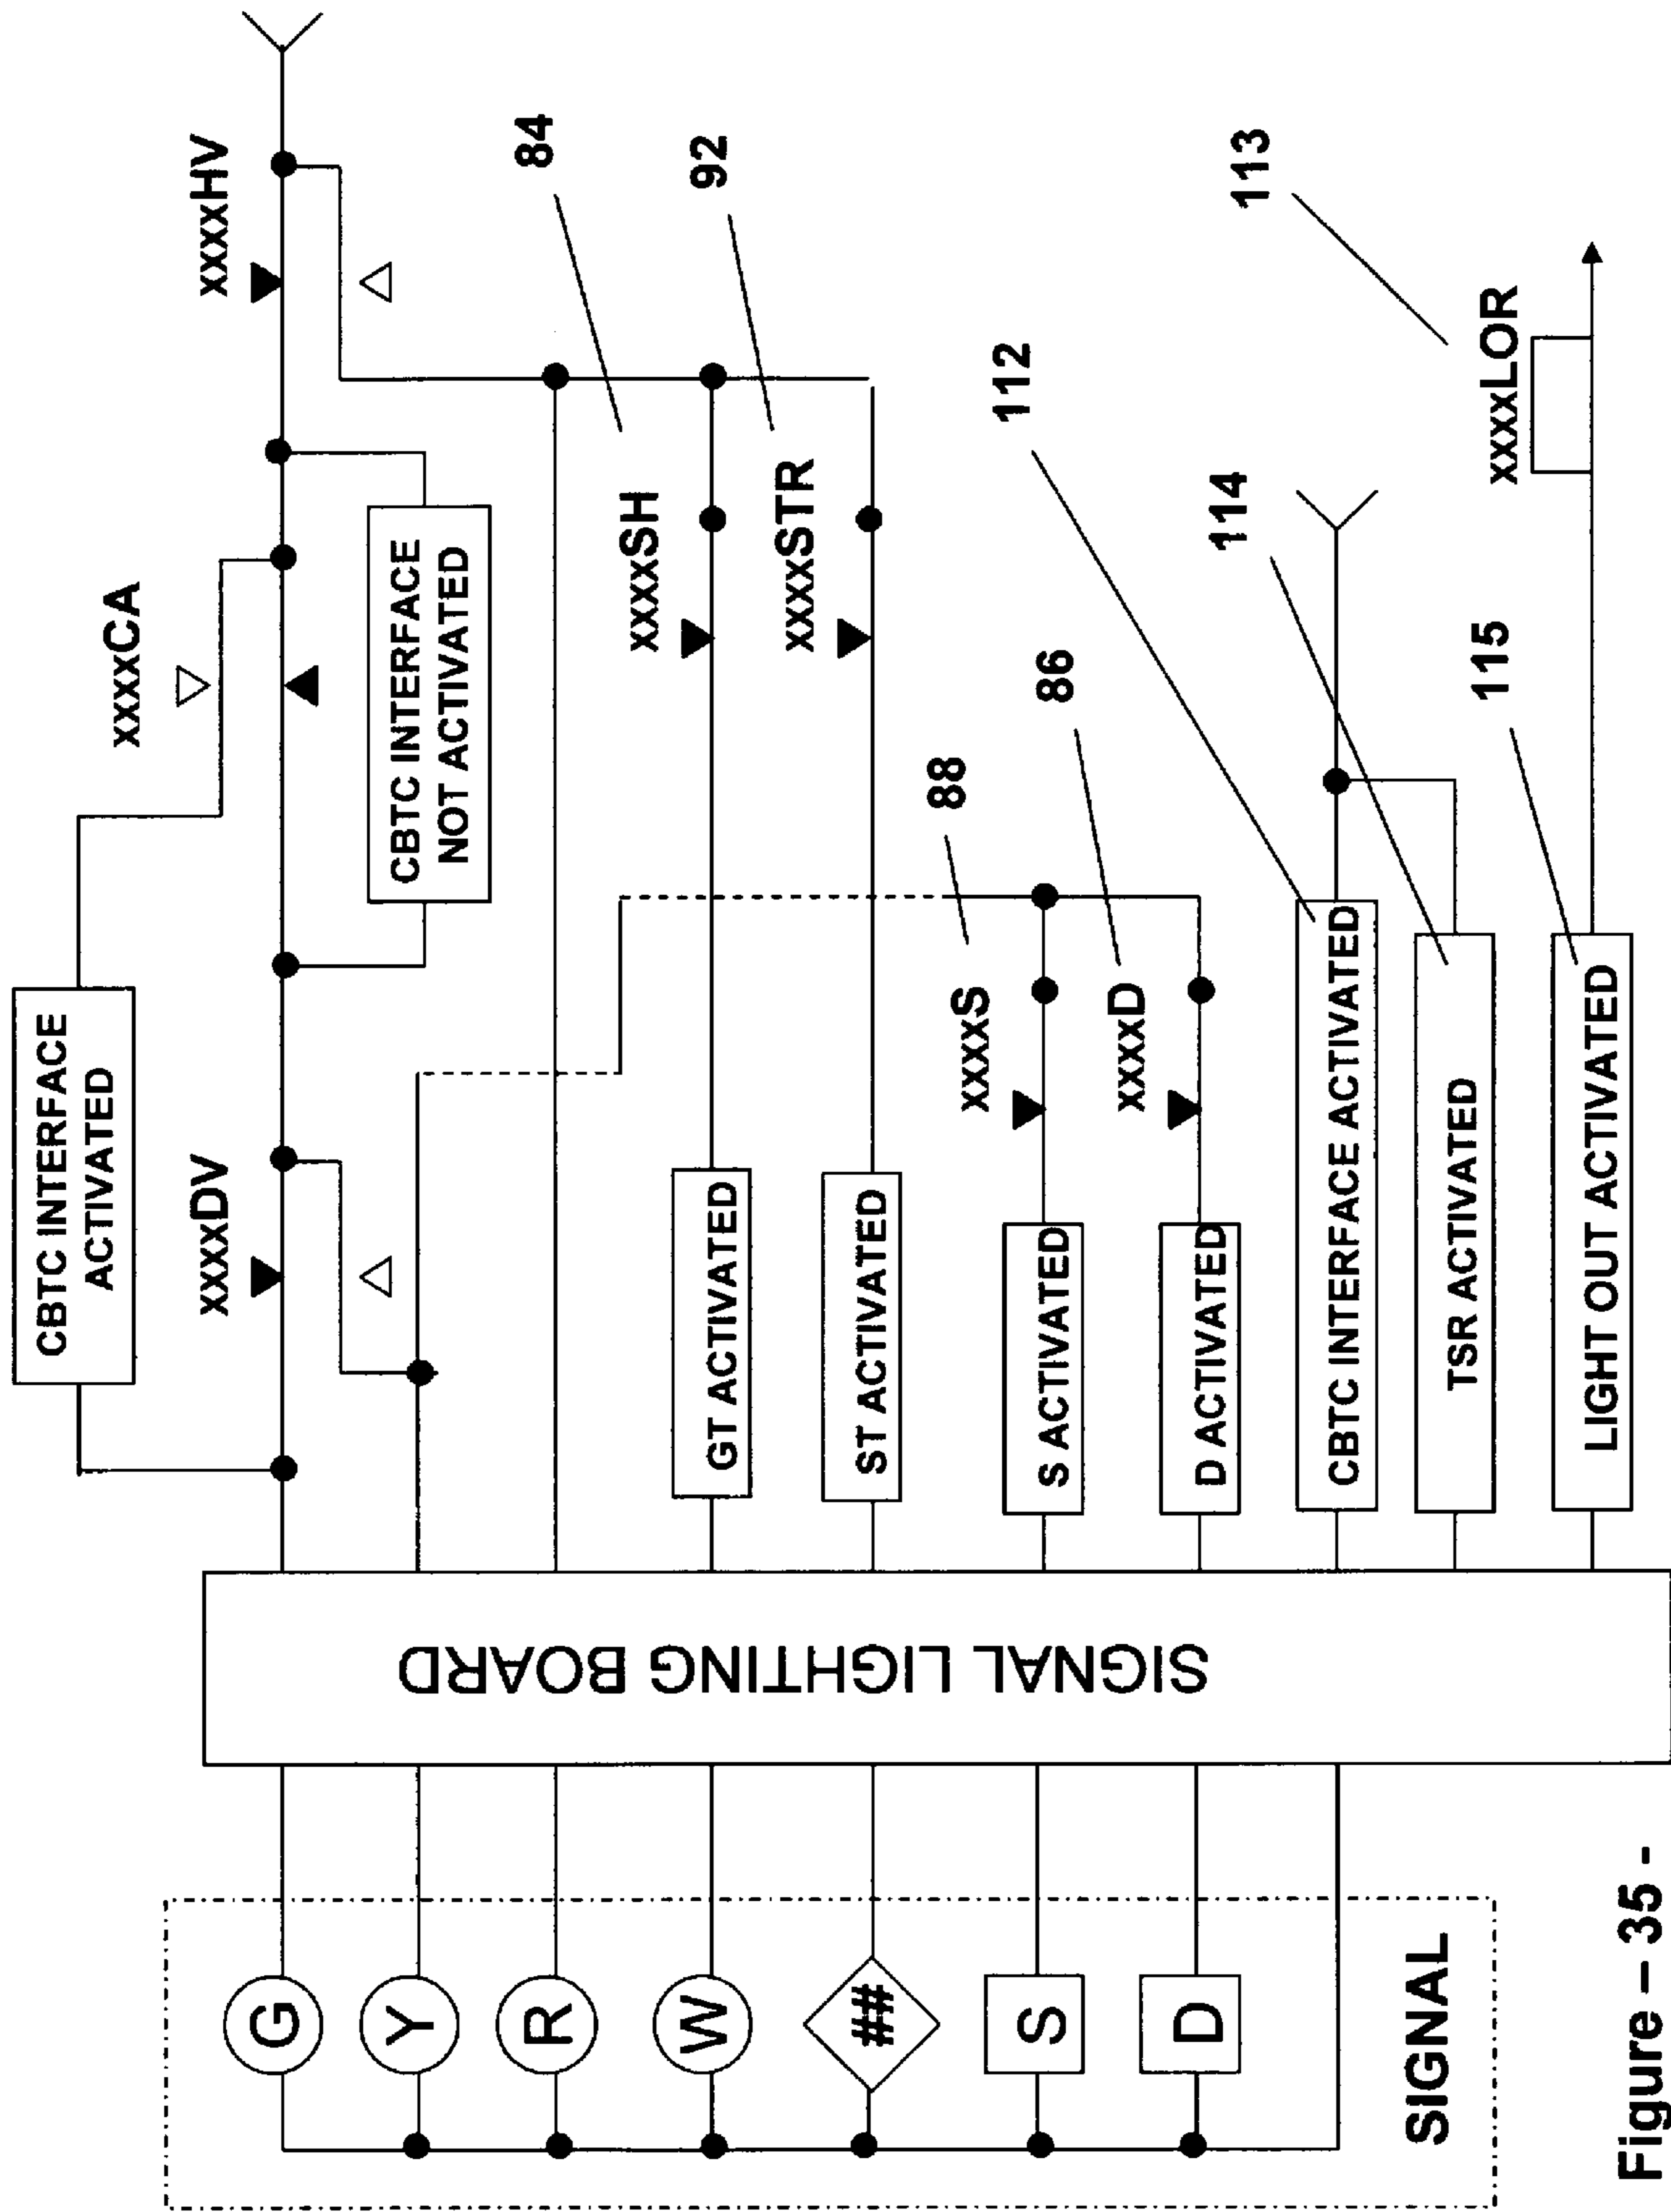 CBTC INTERFACE
ACTIVATED
xxxxCA
xxxxDV
xxxxHV
CBTC INTERFACE
NOT ACTIVATED
84
92
G
Y
R
W
##
S
D
SIGNAL
SIGNAL LIGHTING BOARD
GT ACTIVATED
xxxxSH
ST ACTIVATED
xxxxSTR
S ACTIVATED
xxxxS
88
D ACTIVATED
xxxxD
86
112
CBTC INTERFACE ACTIVATED
TSR ACTIVATED
114
LIGHT OUT ACTIVATED
115
xxxxLOR
113
Figure – 35 -